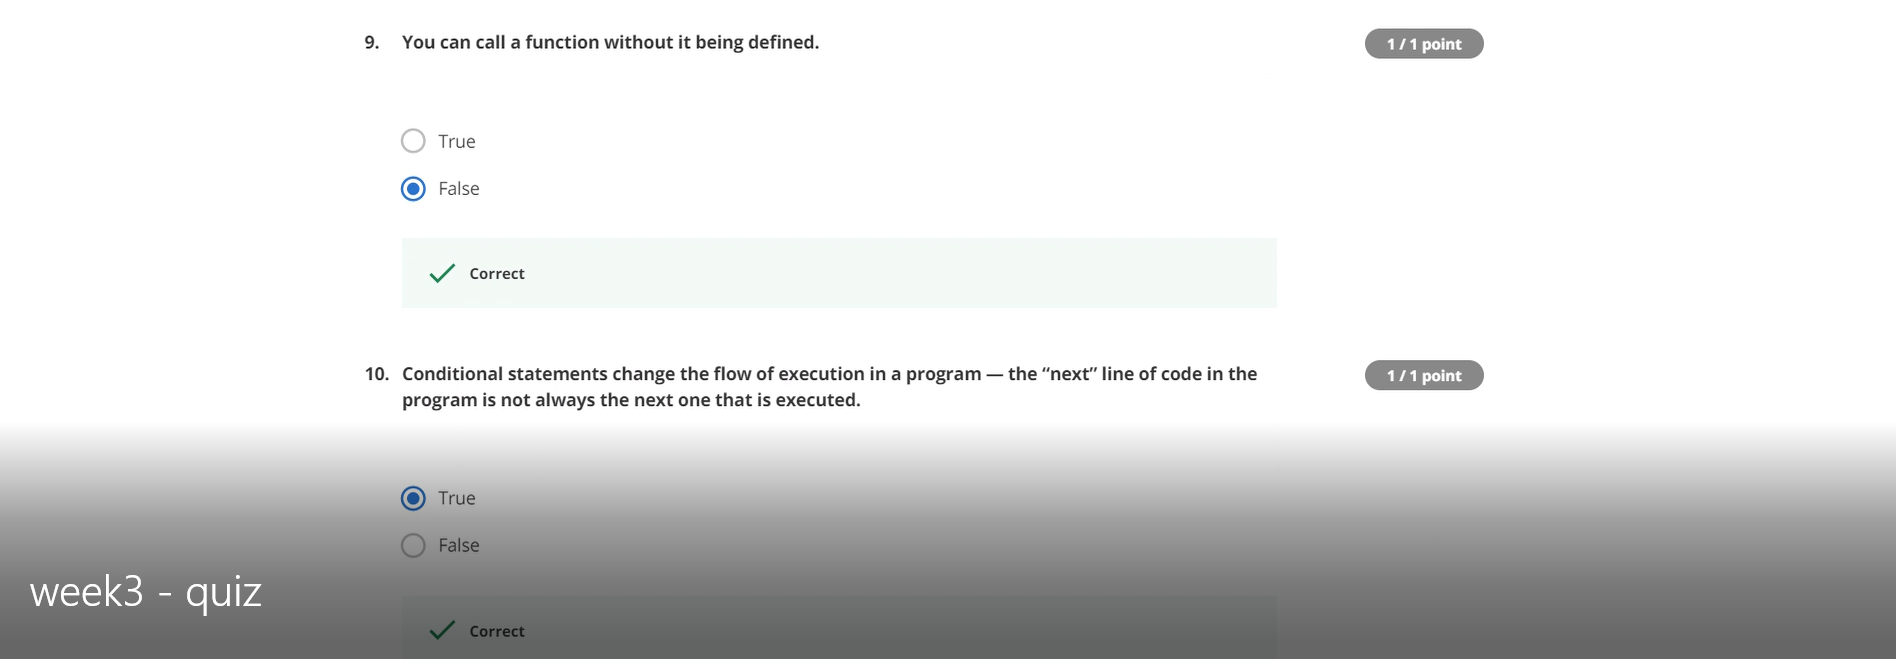 9. You can call a function without it being defined.
1 / 1 point
True
False
Correct
10. Conditional statements change the flow of execution in a program — the “next” line of code in the
program is not always the next one that is executed.
1 / 1 point
True
False
week3 - quiz
Correct